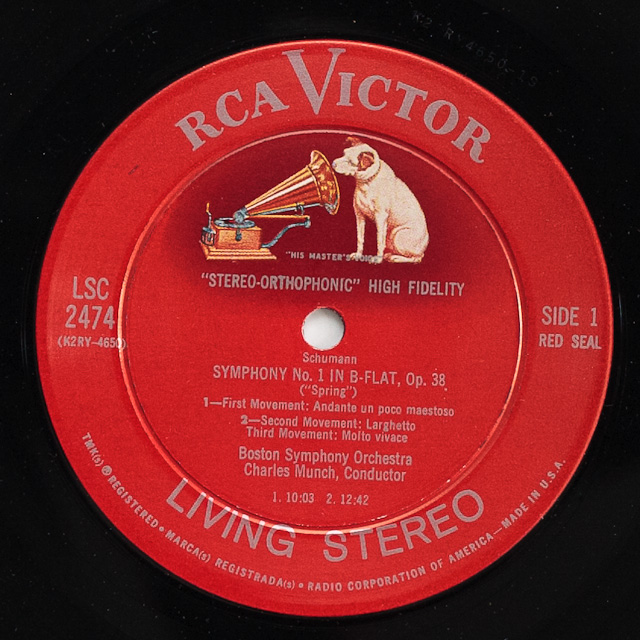 K2 R 4650-1S
RCA VICTOR
"HIS MASTER'S VOICE"
"STEREO-ORTHOPHONIC" HIGH FIDELITY
LSC
2474
(K2RY-4650)
SIDE 1
RED SEAL
Schumann
SYMPHONY No. 1 IN B-FLAT, Op. 38
("Spring")
1—First Movement: Andante un poco maestoso
2—Second Movement: Larghetto
Third Movement: Molto vivace
Boston Symphony Orchestra
Charles Munch, Conductor
1. 10:03 2. 12:42
LIVING STEREO
TMK(s) ® REGISTERED • MARCA(s) REGISTRADA(s) • RADIO CORPORATION OF AMERICA—MADE IN U.S.A.